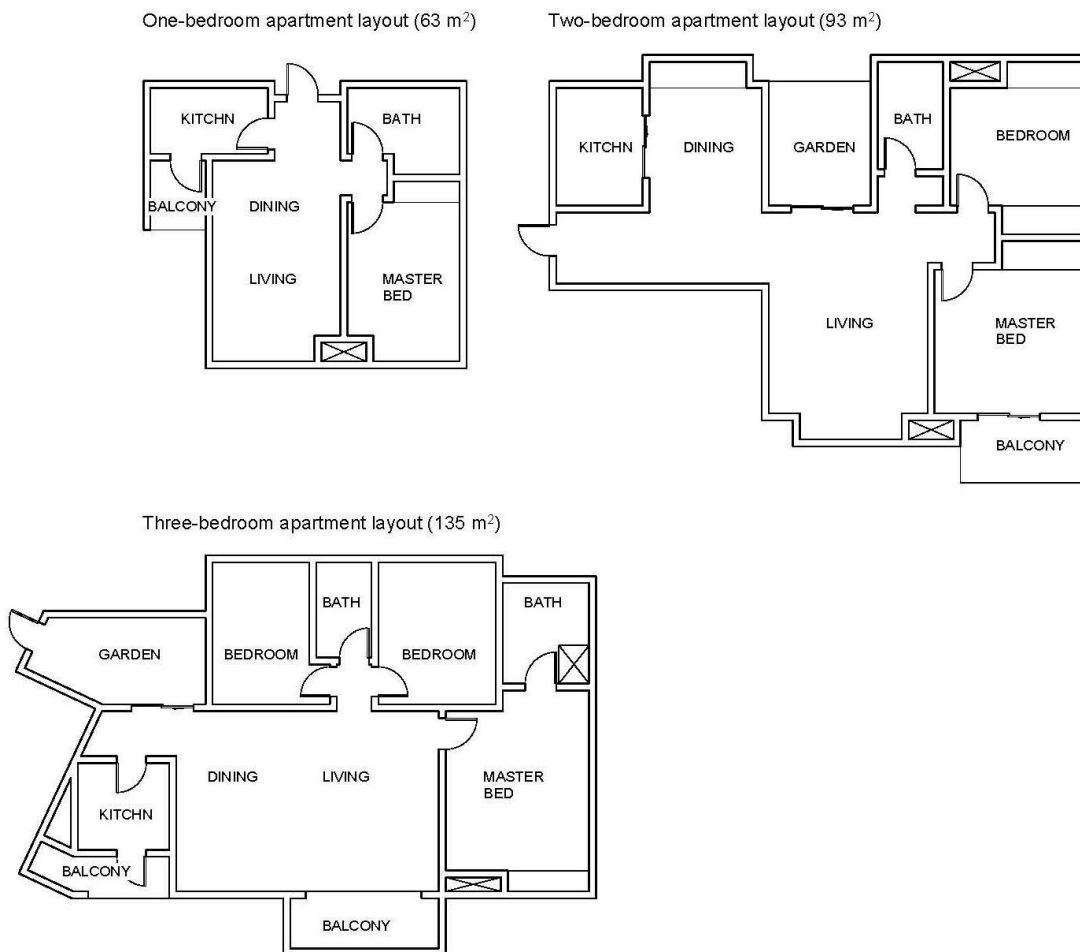 One-bedroom apartment layout (63 m²)
KITCHN
BATH
BALCONY
DINING
LIVING
MASTER
BED
Two-bedroom apartment layout (93 m²)
KITCHN
DINING
GARDEN
BATH
BEDROOM
LIVING
MASTER
BED
BALCONY
Three-bedroom apartment layout (135 m²)
GARDEN
BEDROOM
BATH
BEDROOM
BATH
DINING
LIVING
MASTER
BED
KITCHN
BALCONY
BALCONY